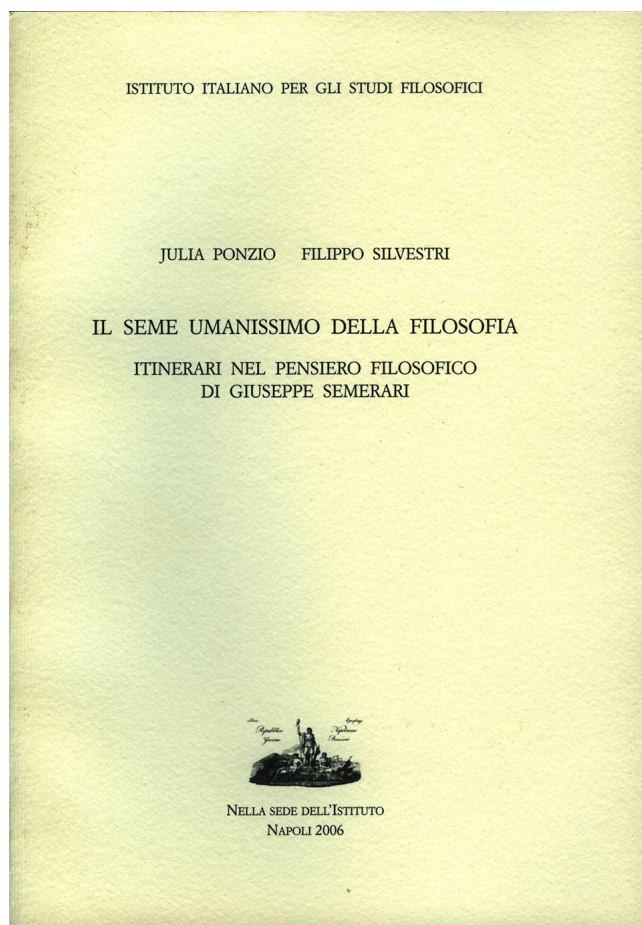 ISTITUTO ITALIANO PER GLI STUDI FILOSOFICI
JULIA PONZIO FILIPPO SILVESTRI
IL SEME UMANISSIMO DELLA FILOSOFIA
ITINERARI NEL PENSIERO FILOSOFICO
DI GIUSEPPE SEMERARI
NELLA SEDE DELL'ISTITUTO
NAPOLI 2006